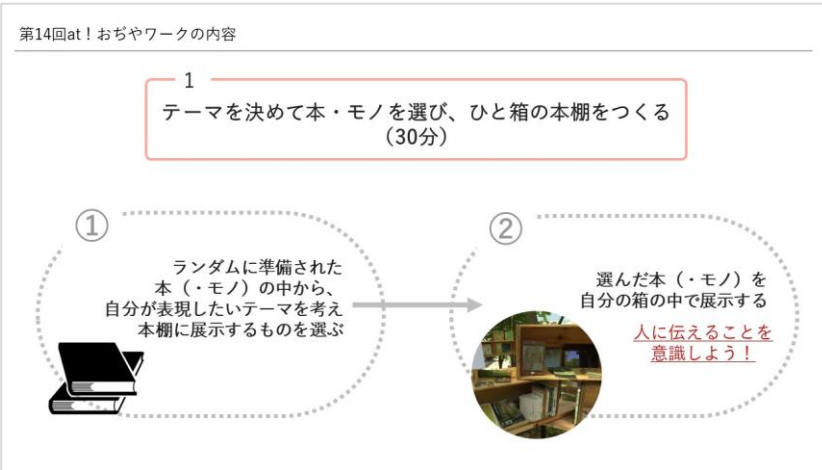 第14回at！おぢやワークの内容
1
テーマを決めて本・モノを選び、ひと箱の本棚をつくる
（30分）
①
ランダムに準備された
本（・モノ）の中から、
自分が表現したいテーマを考え
本棚に展示するものを選ぶ
②
選んだ本（・モノ）を
自分の箱の中で展示する
人に伝えることを
意識しよう！